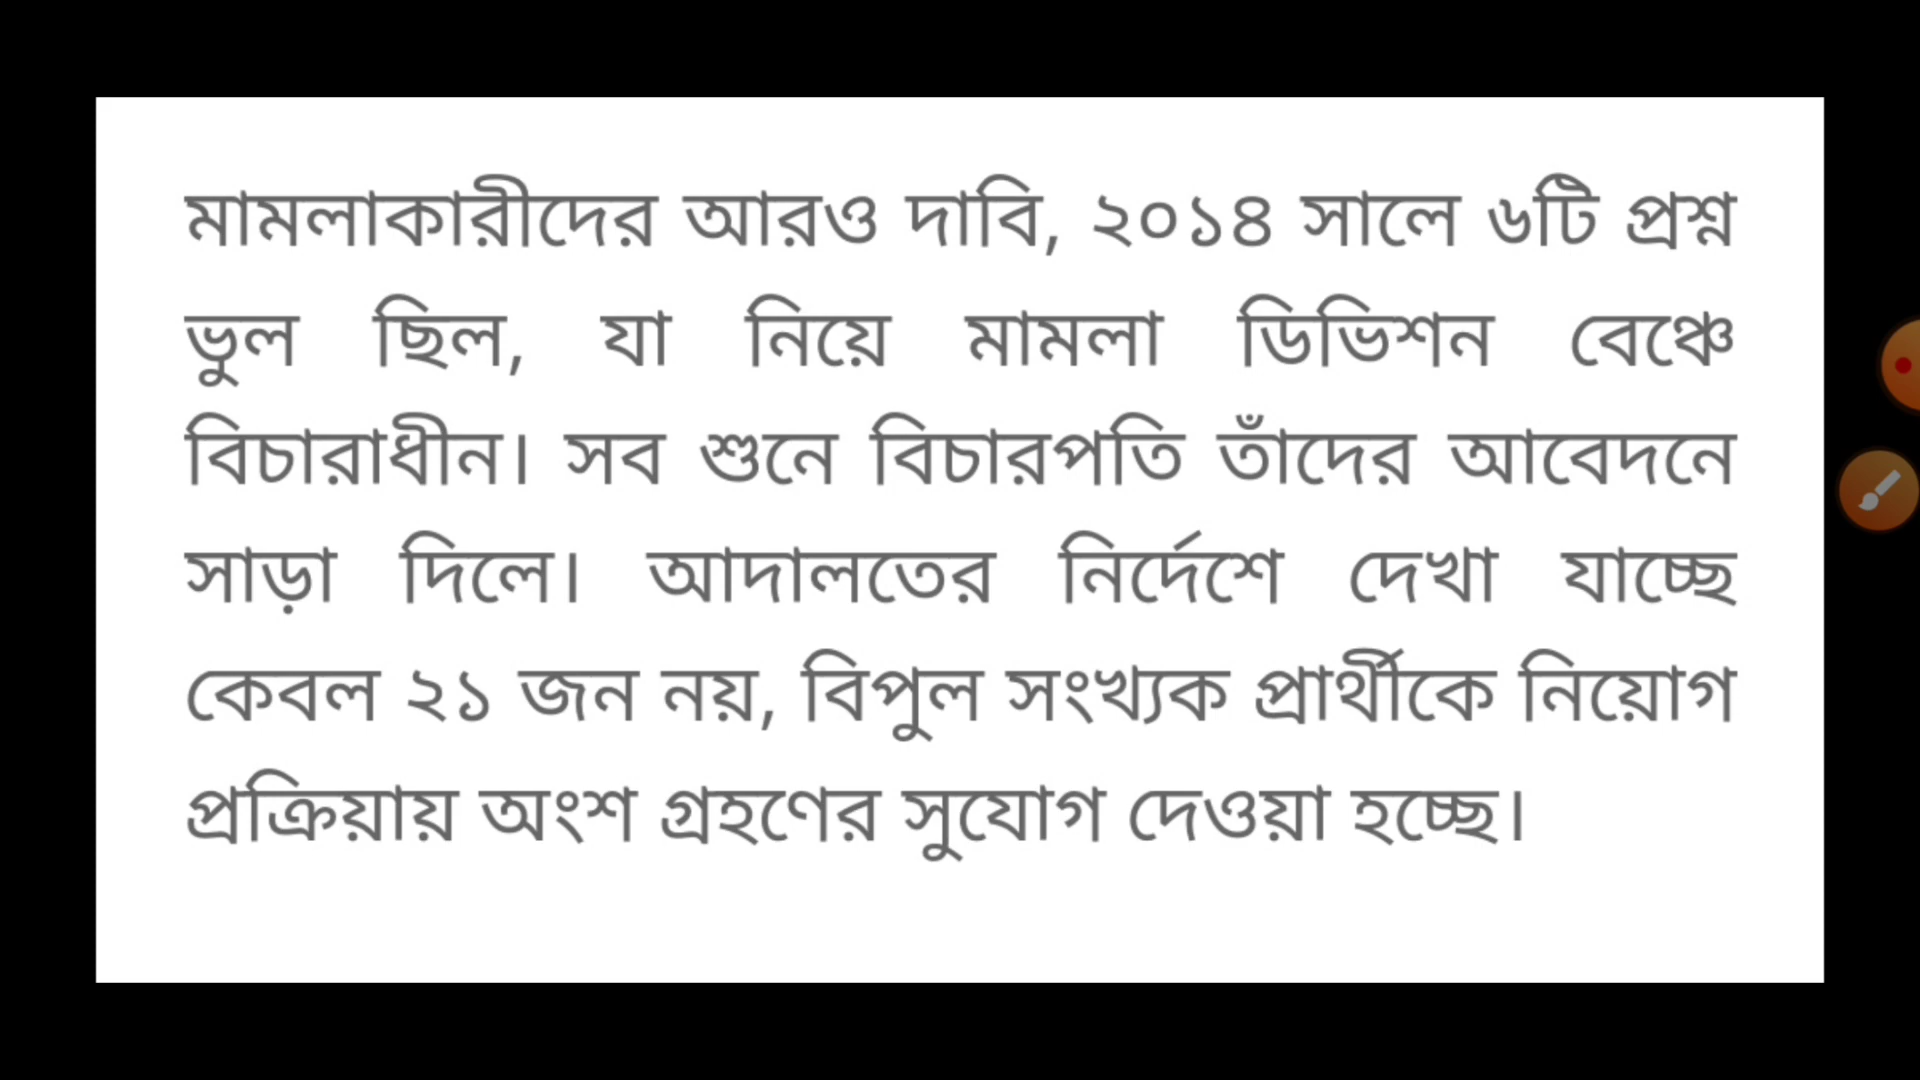 মামলাকারীদের আরও দাবি, ২০১৪ সালে ৬টি প্রশ্ন
ভুল ছিল, যা নিয়ে মামলা ডিভিশন বেঞ্চে
বিচারাধীন। সব শুনে বিচারপতি তাঁদের আবেদনে
সাড়া দিলে। আদালতের নির্দেশে দেখা যাচ্ছে
কেবল ২১ জন নয়, বিপুল সংখ্যক প্রার্থীকে নিয়োগ
প্রক্রিয়ায় অংশ গ্রহণের সুযোগ দেওয়া হচ্ছে।